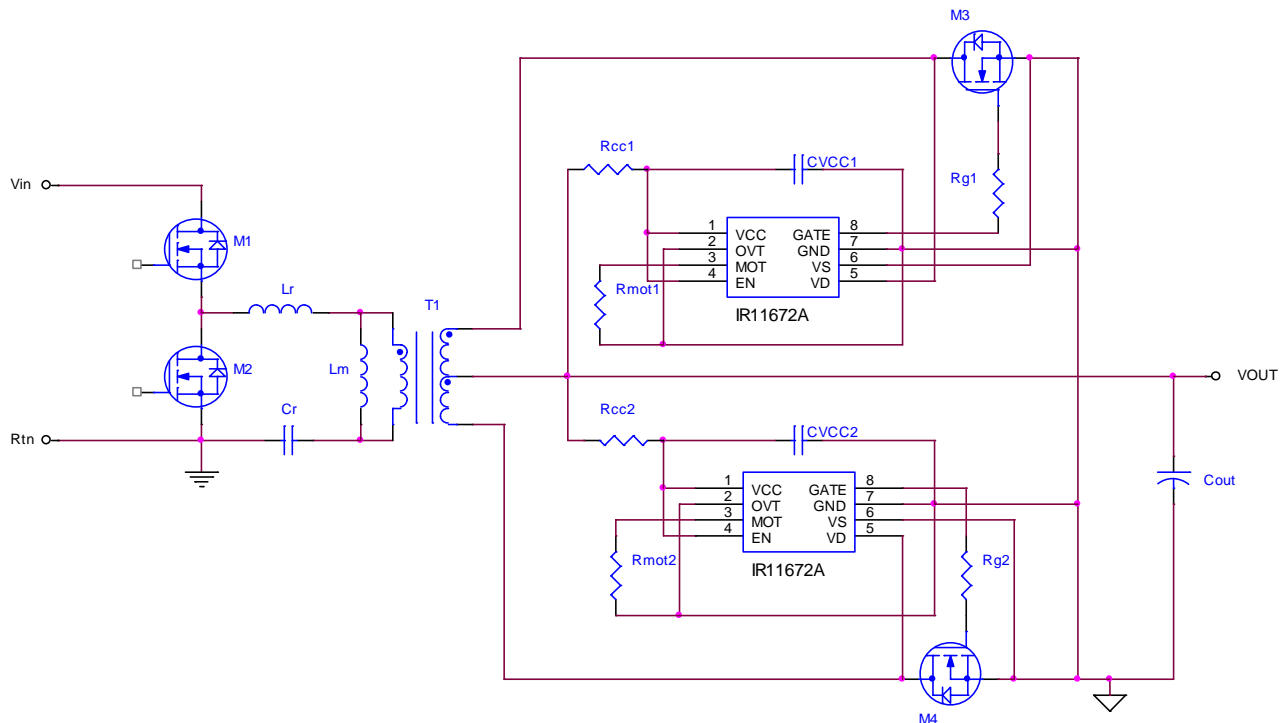 M3
Rcc1
CVCC1
Rg1
Vin
M1
1 VCC GATE 8
2 OVT GND 7
3 MOT VS 6
4 EN VD 5
Lr
Rmot1
IR11672A
T1
M2
Lm
VOUT
Cr
Rcc2
CVCC2
Rtn
1 VCC GATE 8
2 OVT GND 7
3 MOT VS 6
4 EN VD 5
Cout
Rmot2
Rg2
IR11672A
M4